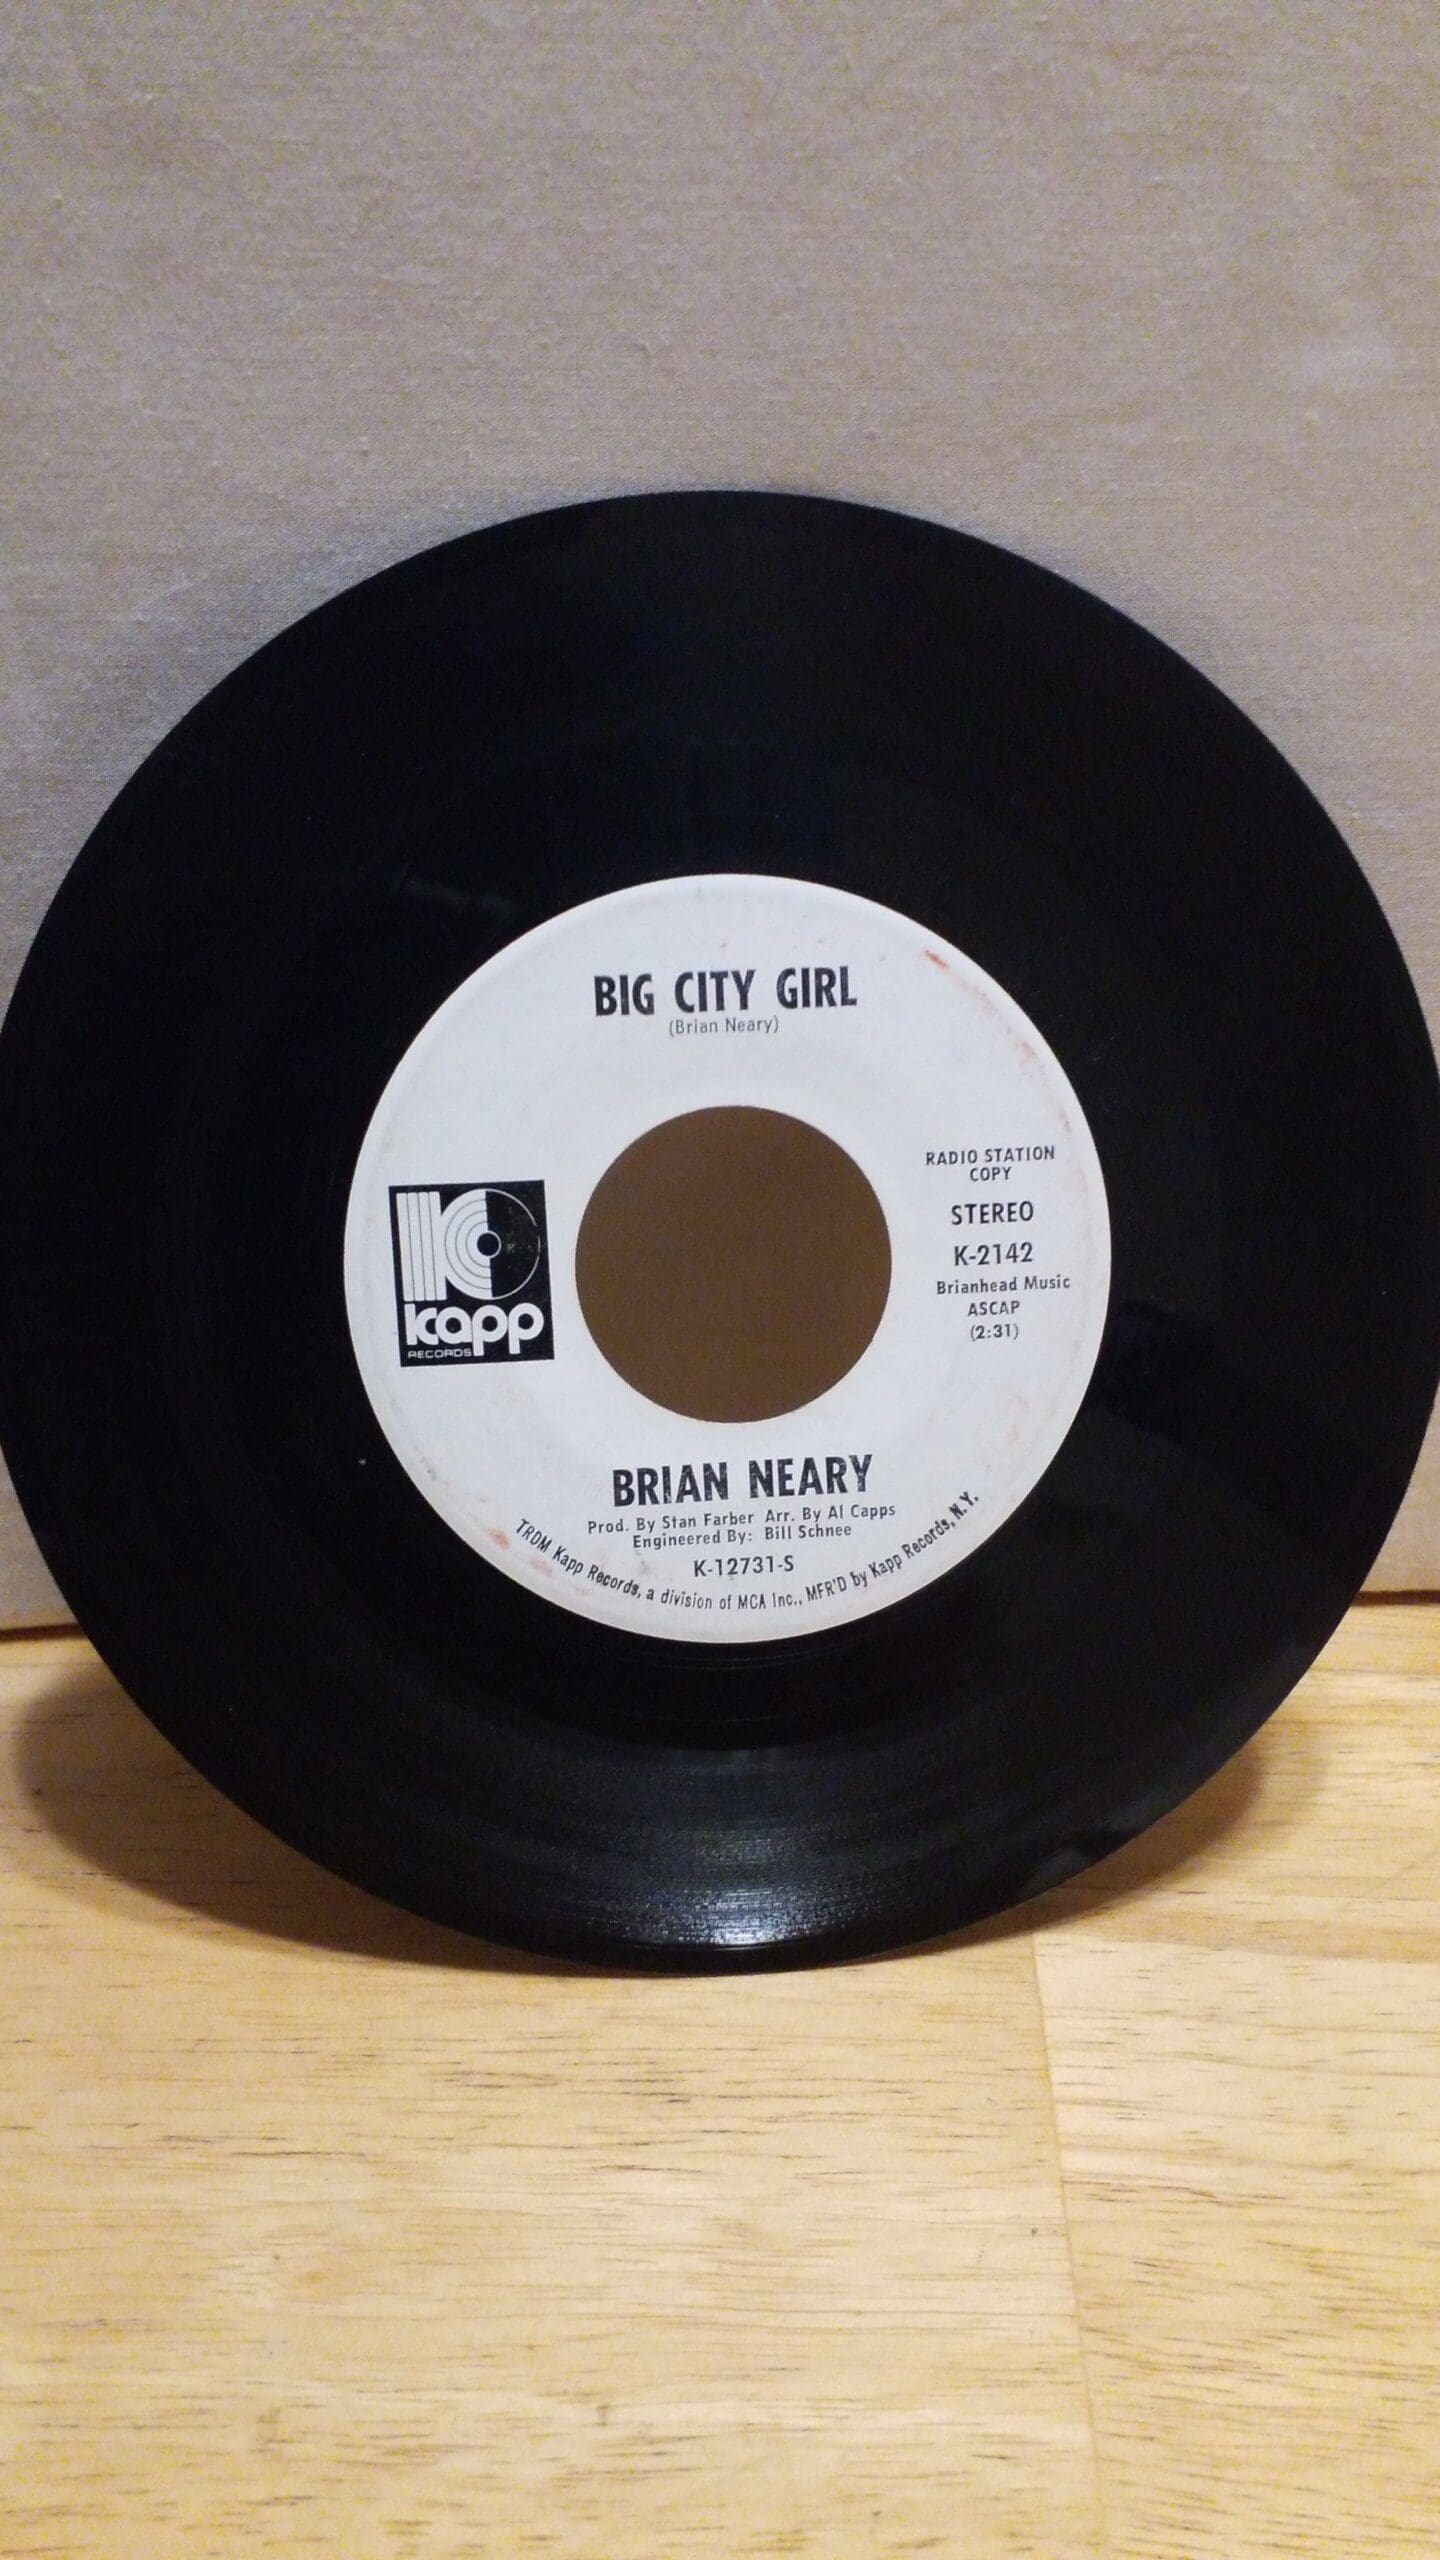 BIG CITY GIRL
(Brian Neary)
RADIO STATION
COPY
STEREO
K-2142
Brianhead Music
ASCAP
(2:31)
kapp
RECORDS
BRIAN NEARY
Prod. By Stan Farber Arr. By Al Capps
Engineered By: Bill Schnee
K-12731-S
TRDM Kapp Records, a division of MCA Inc., MFR'D by Kapp Records, N.Y.